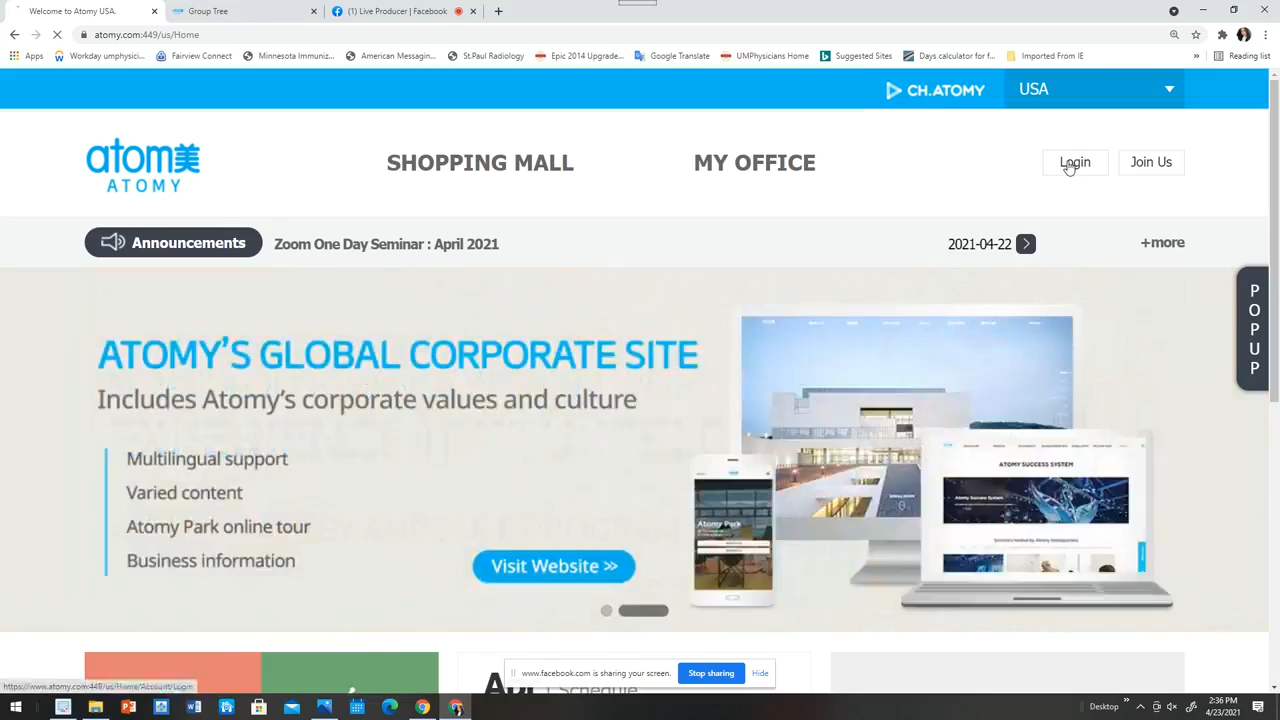 Welcome to Atomy USA.
Group Tree
(1) Live Producer | Facebook
atomy.com:449/us/Home
Apps
Workday umphysici...
Fairview Connect
Minnesota Immuniz...
American Messagin...
St.Paul Radiology
Epic 2014 Upgrade...
Google Translate
UMPhysicians Home
Suggested Sites
Days calculator for f...
Imported From IE
»
Reading list
CH.ATOMY
USA
atom美
ATOMY
SHOPPING MALL
MY OFFICE
Login
Join Us
Announcements
Zoom One Day Seminar : April 2021
2021-04-22
+more
POPUP
ATOMY'S GLOBAL CORPORATE SITE
Includes Atomy's corporate values and culture
Multilingual support
Varied content
Atomy Park online tour
Business information
Visit Website >>
Atomy Park
ATOMY SUCCESS SYSTEM
Atomy Success System
Schedule
www.facebook.com is sharing your screen.
Stop sharing
Hide
https://www.atomy.com:449/us/Home/Account/Login
Desktop
»
2:36 PM
4/23/2021